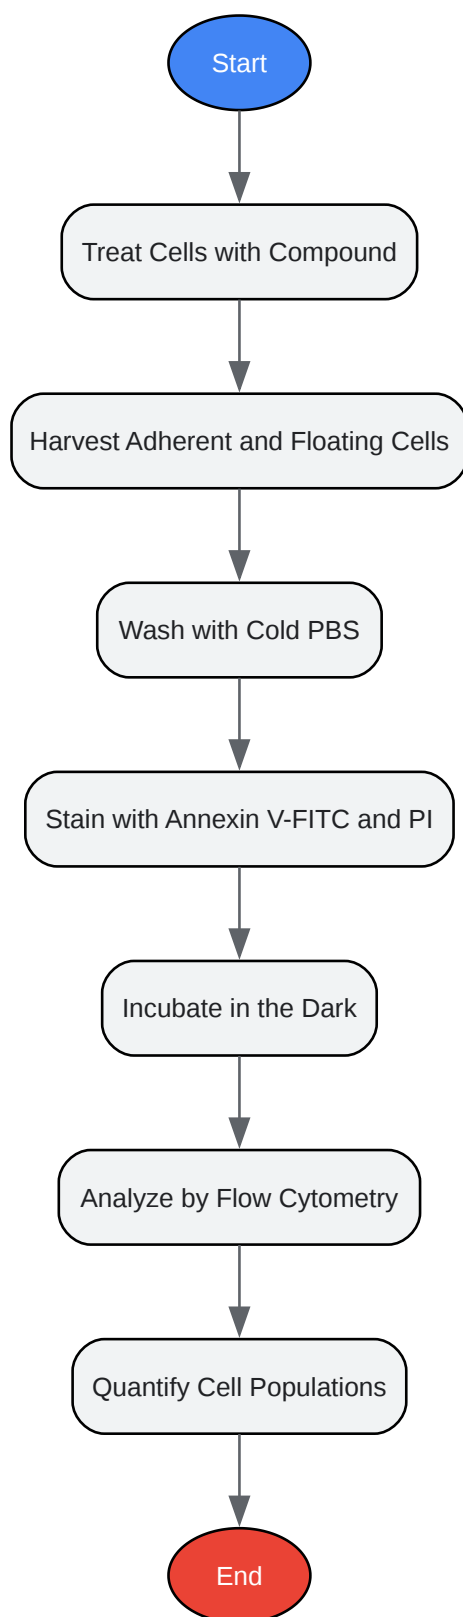 Start
Treat Cells with Compound
Harvest Adherent and Floating Cells
Wash with Cold PBS
Stain with Annexin V-FITC and PI
Incubate in the Dark
Analyze by Flow Cytometry
Quantify Cell Populations
End